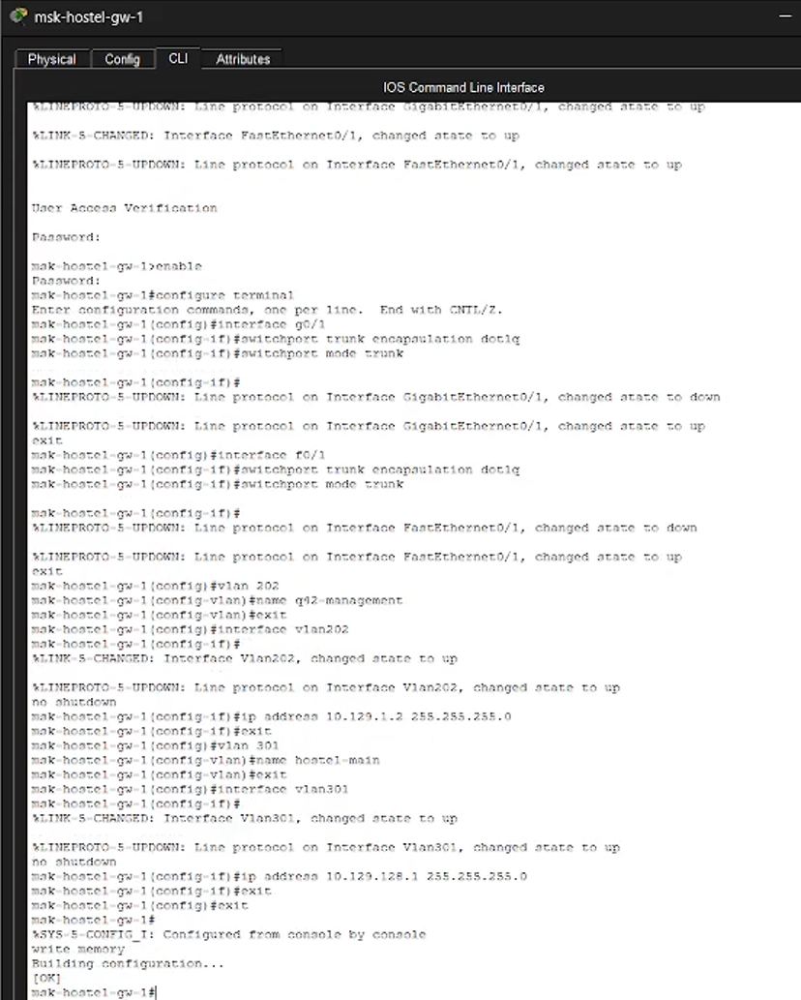 msk-hostel-gw-1
Physical Config CLI Attributes
IOS Command Line Interface
%LINEPROTO-5-UPDOWN: Line protocol on Interface GigabitEthernet0/1, changed state to up
%LINK-5-CHANGED: Interface FastEthernet0/1, changed state to up
%LINEPROTO-5-UPDOWN: Line protocol on Interface FastEthernet0/1, changed state to up
User Access Verification
Password:
msk-hostel-gw-1>enable
Password:
msk-hostel-gw-1#configure terminal
Enter configuration commands, one per line.  End with CNTL/Z.
msk-hostel-gw-1(config)#interface g0/1
msk-hostel-gw-1(config-if)#switchport trunk encapsulation dot1q
msk-hostel-gw-1(config-if)#switchport mode trunk
msk-hostel-gw-1(config-if)#
%LINEPROTO-5-UPDOWN: Line protocol on Interface GigabitEthernet0/1, changed state to down
%LINEPROTO-5-UPDOWN: Line protocol on Interface GigabitEthernet0/1, changed state to up
exit
msk-hostel-gw-1(config)#interface f0/1
msk-hostel-gw-1(config-if)#switchport trunk encapsulation dot1q
msk-hostel-gw-1(config-if)#switchport mode trunk
msk-hostel-gw-1(config-if)#
%LINEPROTO-5-UPDOWN: Line protocol on Interface FastEthernet0/1, changed state to down
%LINEPROTO-5-UPDOWN: Line protocol on Interface FastEthernet0/1, changed state to up
exit
msk-hostel-gw-1(config)#vlan 202
msk-hostel-gw-1(config-vlan)#name q42-management
msk-hostel-gw-1(config-vlan)#exit
msk-hostel-gw-1(config)#interface vlan202
msk-hostel-gw-1(config-if)#
%LINK-5-CHANGED: Interface Vlan202, changed state to up
%LINEPROTO-5-UPDOWN: Line protocol on Interface Vlan202, changed state to up
no shutdown
msk-hostel-gw-1(config-if)#ip address 10.129.1.2 255.255.255.0
msk-hostel-gw-1(config-if)#exit
msk-hostel-gw-1(config)#vlan 301
msk-hostel-gw-1(config-vlan)#name hostel-main
msk-hostel-gw-1(config-vlan)#exit
msk-hostel-gw-1(config)#interface vlan301
msk-hostel-gw-1(config-if)#
%LINK-5-CHANGED: Interface Vlan301, changed state to up
%LINEPROTO-5-UPDOWN: Line protocol on Interface Vlan301, changed state to up
no shutdown
msk-hostel-gw-1(config-if)#ip address 10.129.128.1 255.255.255.0
msk-hostel-gw-1(config-if)#exit
msk-hostel-gw-1(config)#exit
msk-hostel-gw-1#
%SYS-5-CONFIG_I: Configured from console by console
write memory
Building configuration...
[OK]
msk-hostel-gw-1#